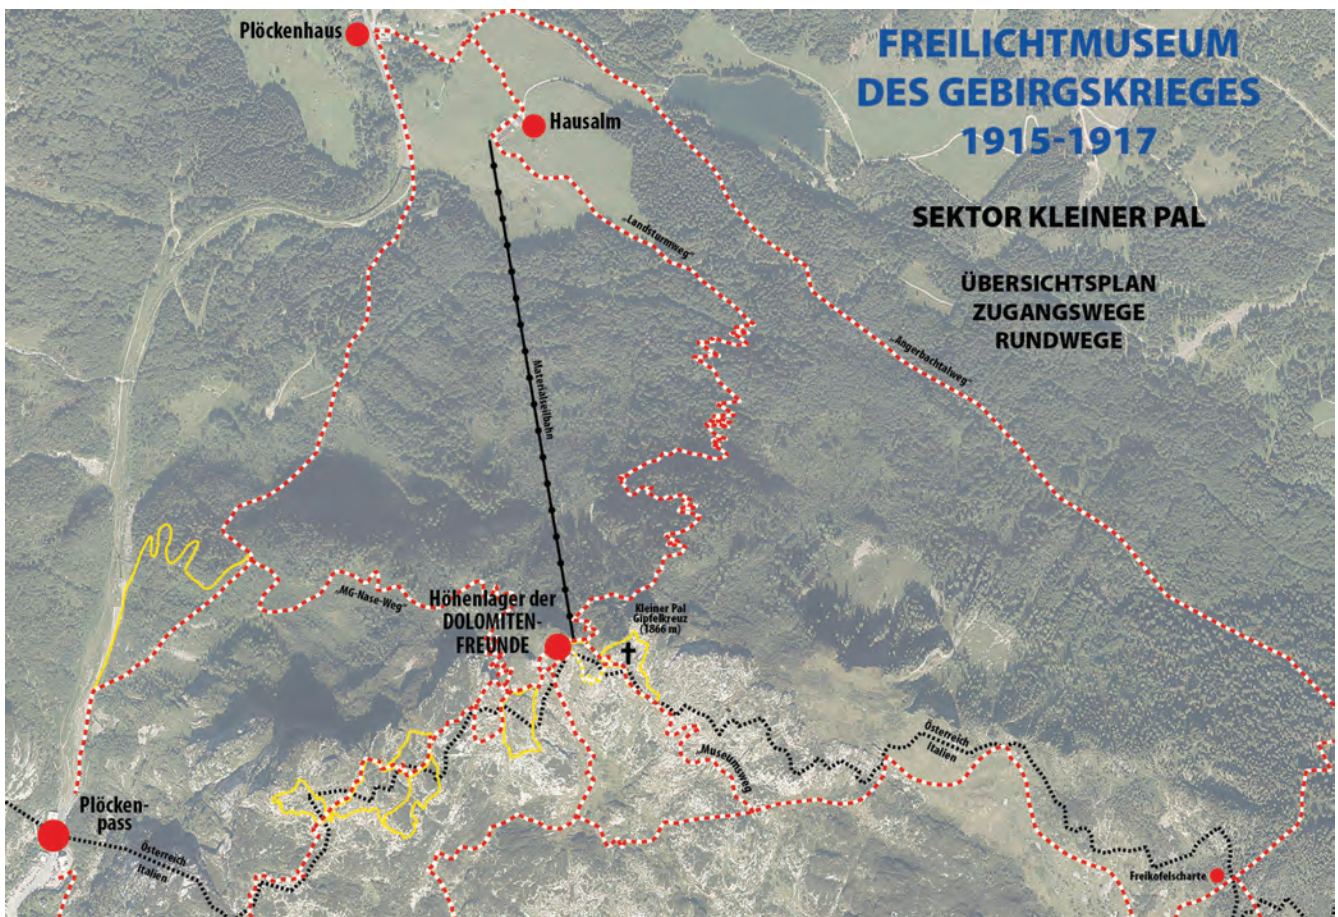 Plöckenhaus
FREILICHTMUSEUM
DES GEBIRGSKRIEGES
1915-1917
Hausalm
SEKTOR KLEINER PAL
„Landsturmweg“
ÜBERSICHTSPLAN
ZUGANGSWEGE
RUNDWEGE
„Angerbachtalweg“
Materialseilbahn
„MG-Nase-Weg“
Höhenlager der
DOLOMITEN-
FREUNDE
Kleiner Pal
Gipfelkreuz
(1866 m)
Österreich
Italien
„Museumsweg
Plöcken-
pass
Österreich
Italien
Freikofelscharte